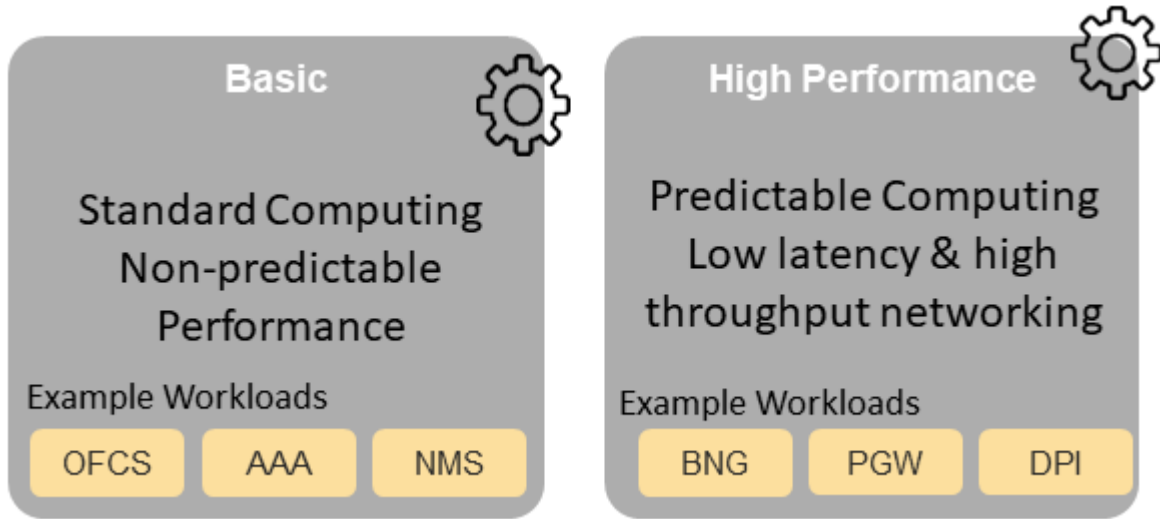 Basic
Standard Computing
Non-predictable
Performance
Example Workloads
OFCS
AAA
NMS
High Performance
Predictable Computing
Low latency & high
throughput networking
Example Workloads
BNG
PGW
DPI